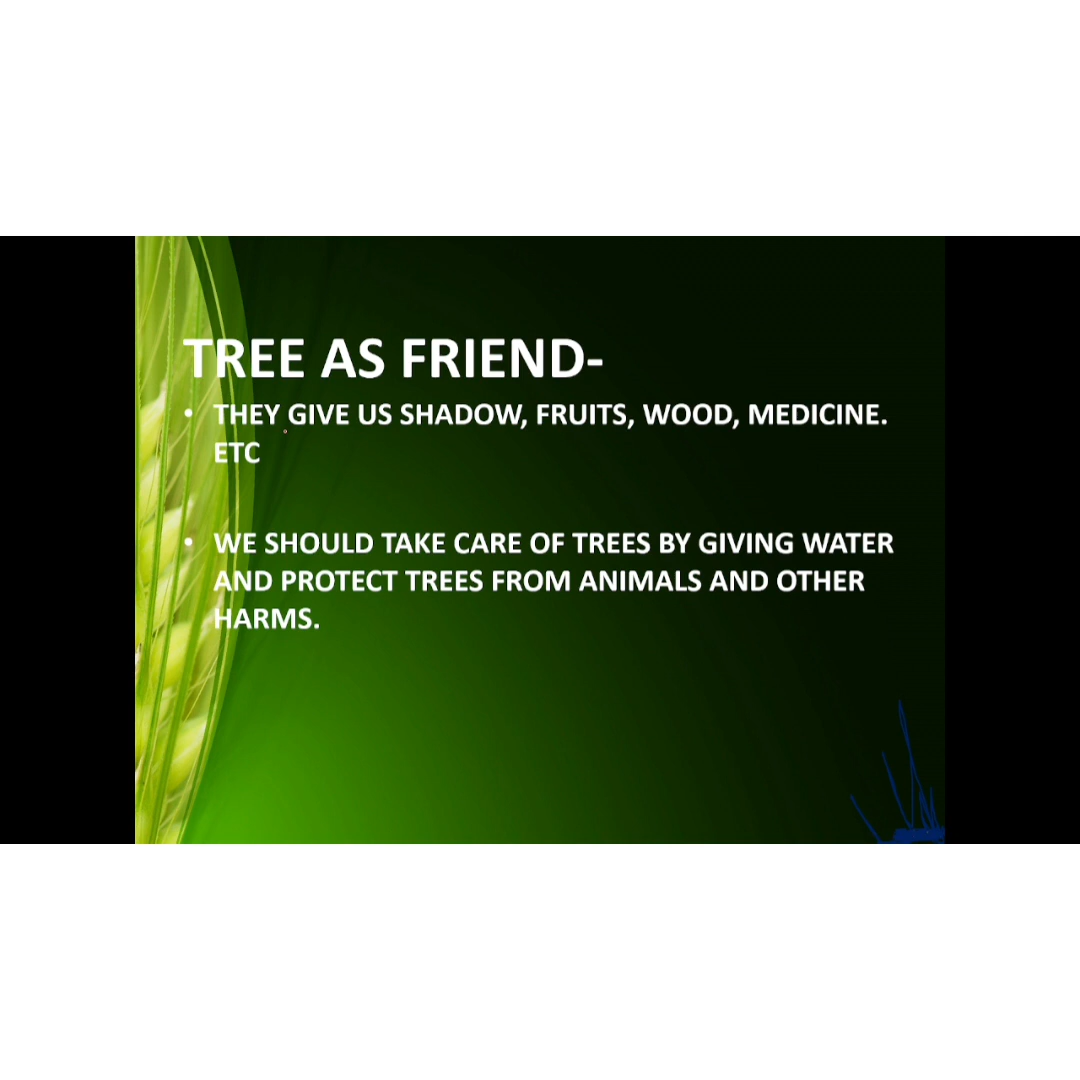 TREE AS FRIEND-
• THEY GIVE US SHADOW, FRUITS, WOOD, MEDICINE.
ETC
• WE SHOULD TAKE CARE OF TREES BY GIVING WATER
AND PROTECT TREES FROM ANIMALS AND OTHER
HARMS.